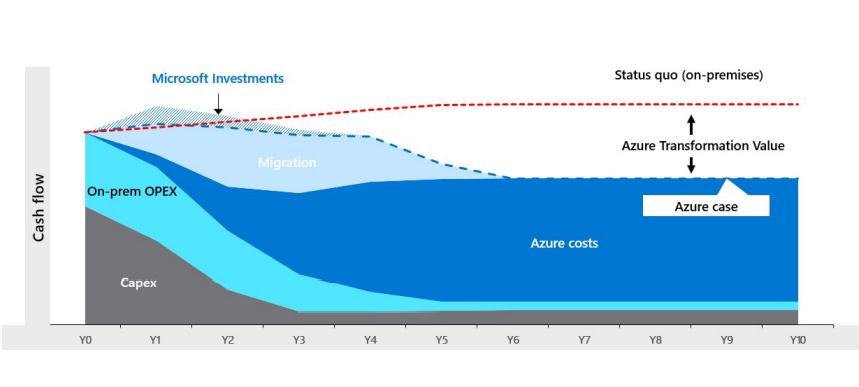 Microsoft Investments
Status quo (on-premises)
Azure Transformation Value
Migration
On-prem OPEX
Azure case
Azure costs
Capex
Cash flow
Y0 Y1 Y2 Y3 Y4 Y5 Y6 Y7 Y8 Y9 Y10